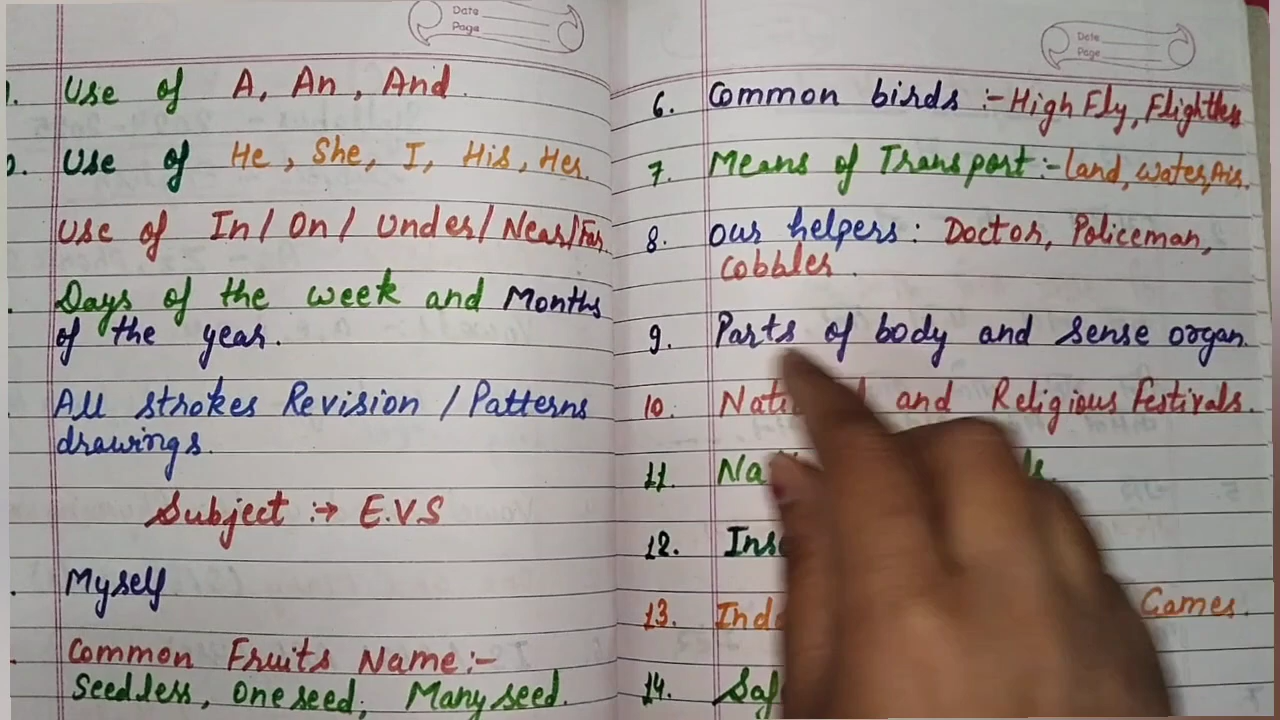 Date
Page
Use of A, An, And.
Use of He, She, I, His, Her.
Use of In/ On/ Under/ Near/Far
Days of the week and Months
of the year.
All strokes Revision / Patterns
drawings.
Subject :→ E.V.S
Myself
Common Fruits Name:-
Seedless, One seed, Many seed.
Date
Page
6. Common birds :- High Fly, Flightless
7. Means of Transport:- land, water, Air.
8. Our helpers: Doctor, Policeman,
Cobbler.
9. Parts of body and sense organ.
10. and Religious Festivals.
11.
12.
13. Games.
14.